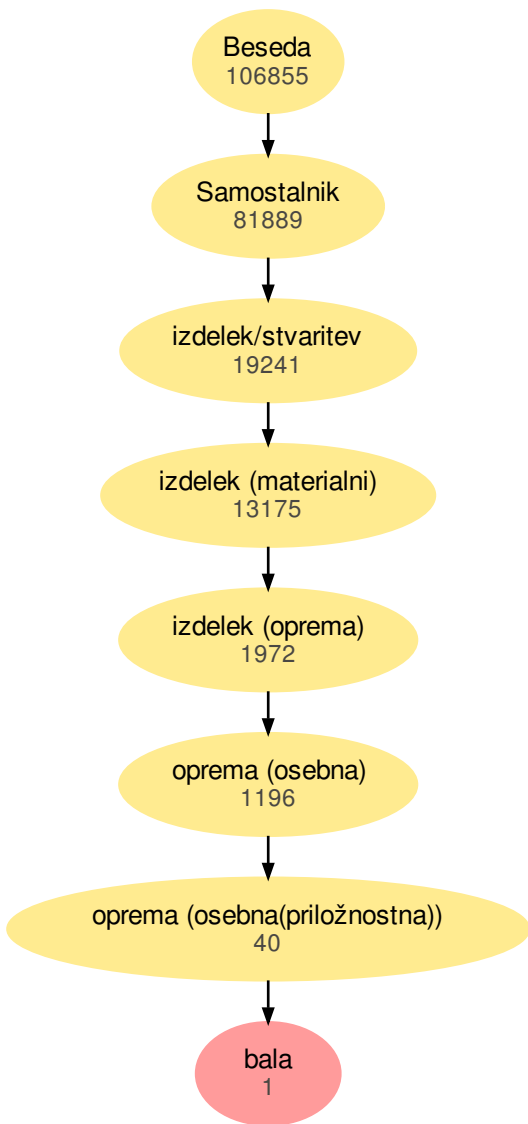 Beseda
106855
Samostalnik
81889
izdelek/stvaritev
19241
izdelek (materialni)
13175
izdelek (oprema)
1972
oprema (osebna)
1196
oprema (osebna(priložnostna))
40
bala
1